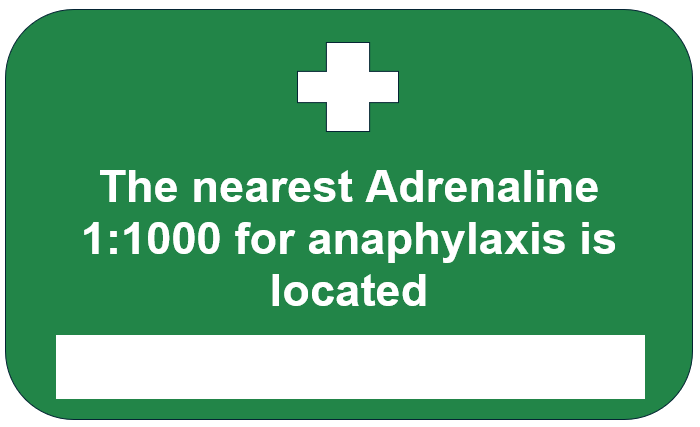 The nearest Adrenaline
1:1000 for anaphylaxis is
located